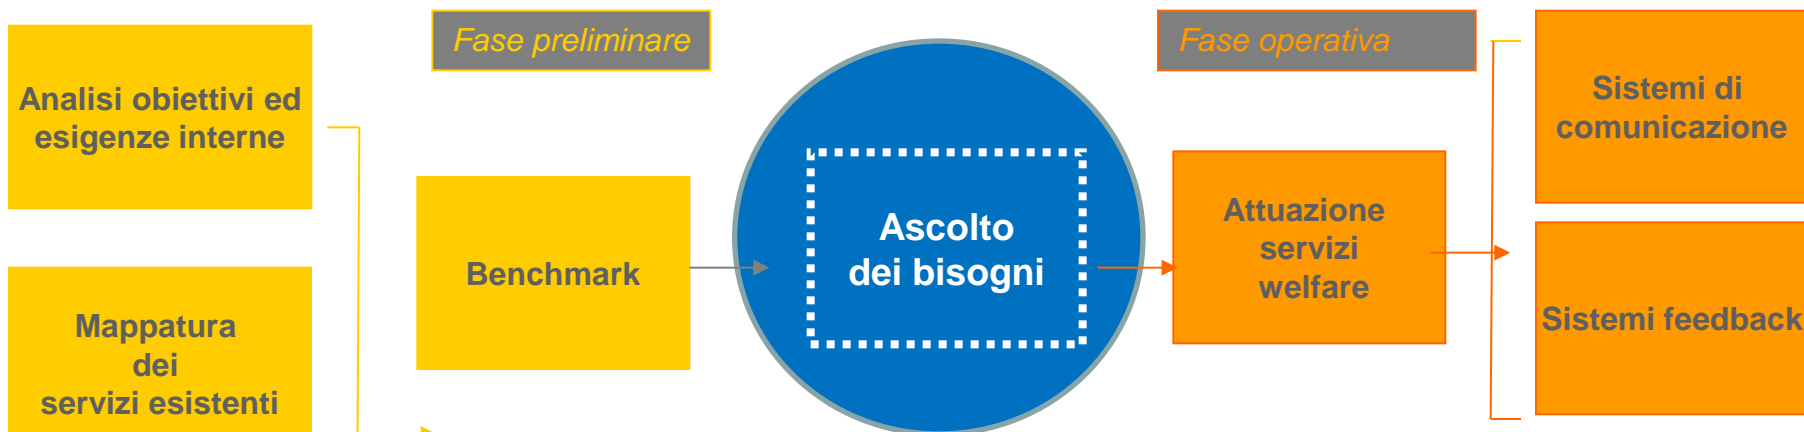 Fase preliminare
Fase operativa
Analisi obiettivi ed
esigenze interne
Mappatura
dei
servizi esistenti
Benchmark
Ascolto
dei bisogni
Attuazione
servizi
welfare
Sistemi di
comunicazione
Sistemi feedback